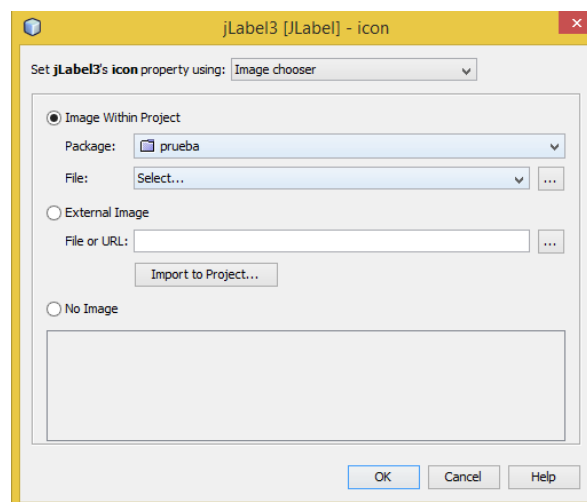 jLabel3 [JLabel] - icon
Set jLabel3's icon property using: Image chooser
Image Within Project
Package: prueba
File: Select... ...
External Image
File or URL: ...
Import to Project...
No Image
OK Cancel Help